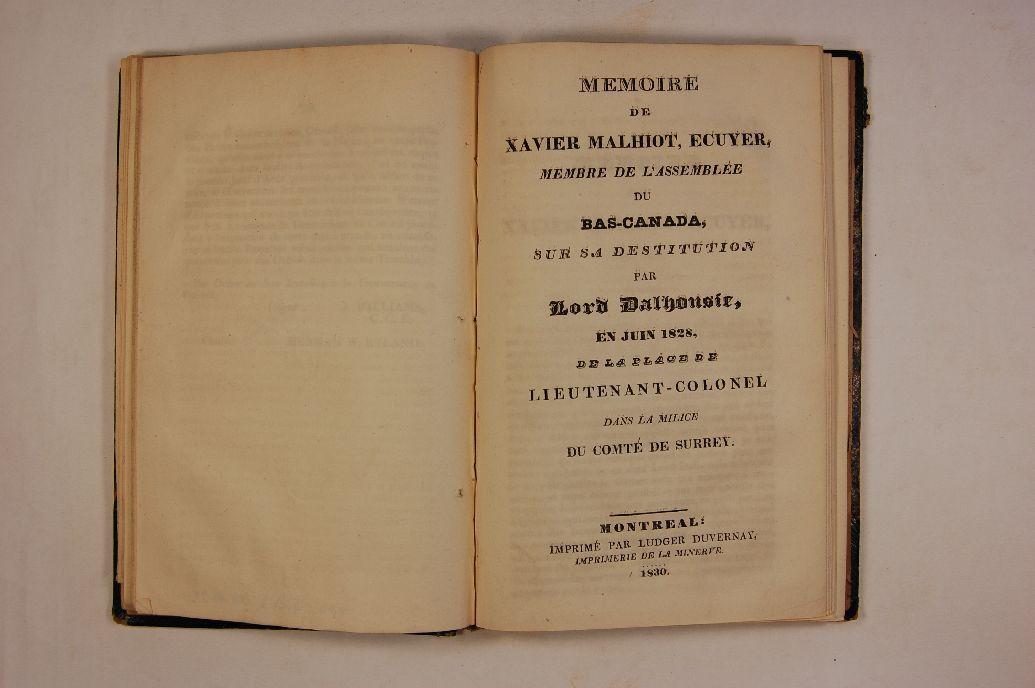 MEMOIRE
DE
XAVIER MALHIOT, ECUYER,
MEMBRE DE L'ASSEMBLÉE
DU
BAS-CANADA,
SUR SA DESTITUTION
PAR
Lord Dalhousie,
EN JUIN 1828,
DE LA PLACE DE
LIEUTENANT-COLONEL
DANS LA MILICE
DU COMTÉ DE SURREY.
MONTREAL:
IMPRIMÉ PAR LUDGER DUVERNAY,
IMPRIMERIE DE LA MINERVE.
1830.